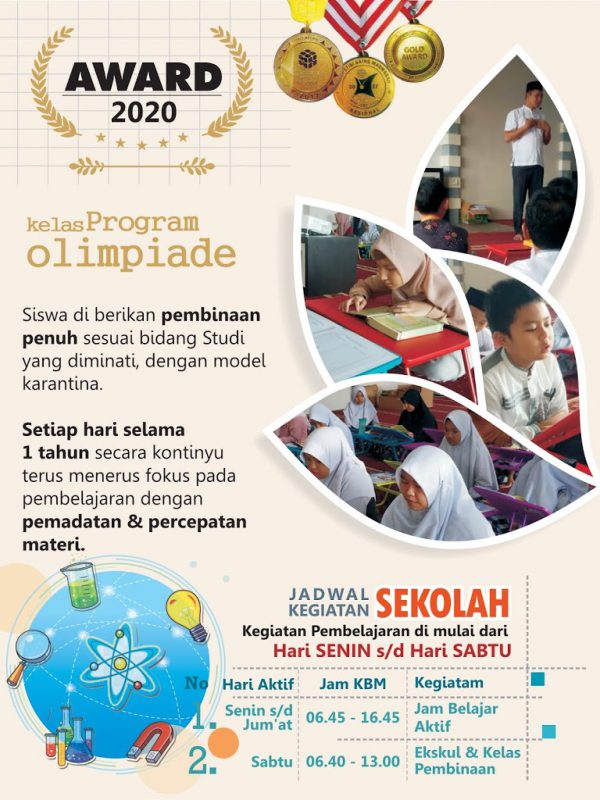 AWARD
2020
GOLD
AWARD
REGIONAL
kelas Program
olimpiade
Siswa di berikan pembinaan
penuh sesuai bidang Studi
yang diminati, dengan model
karantina.
Setiap hari selama
1 tahun secara kontinyu
terus menerus fokus pada
pembelajaran dengan
pemadatan & percepatan
materi.
JADWAL
KEGIATAN SEKOLAH
Kegiatan Pembelajaran di mulai dari
Hari SENIN s/d Hari SABTU
No Hari Aktif Jam KBM Kegiatam
1. Senin s/d Jum'at 06.45 - 16.45 Jam Belajar Aktif
2. Sabtu 06.40 - 13.00 Ekskul & Kelas Pembinaan